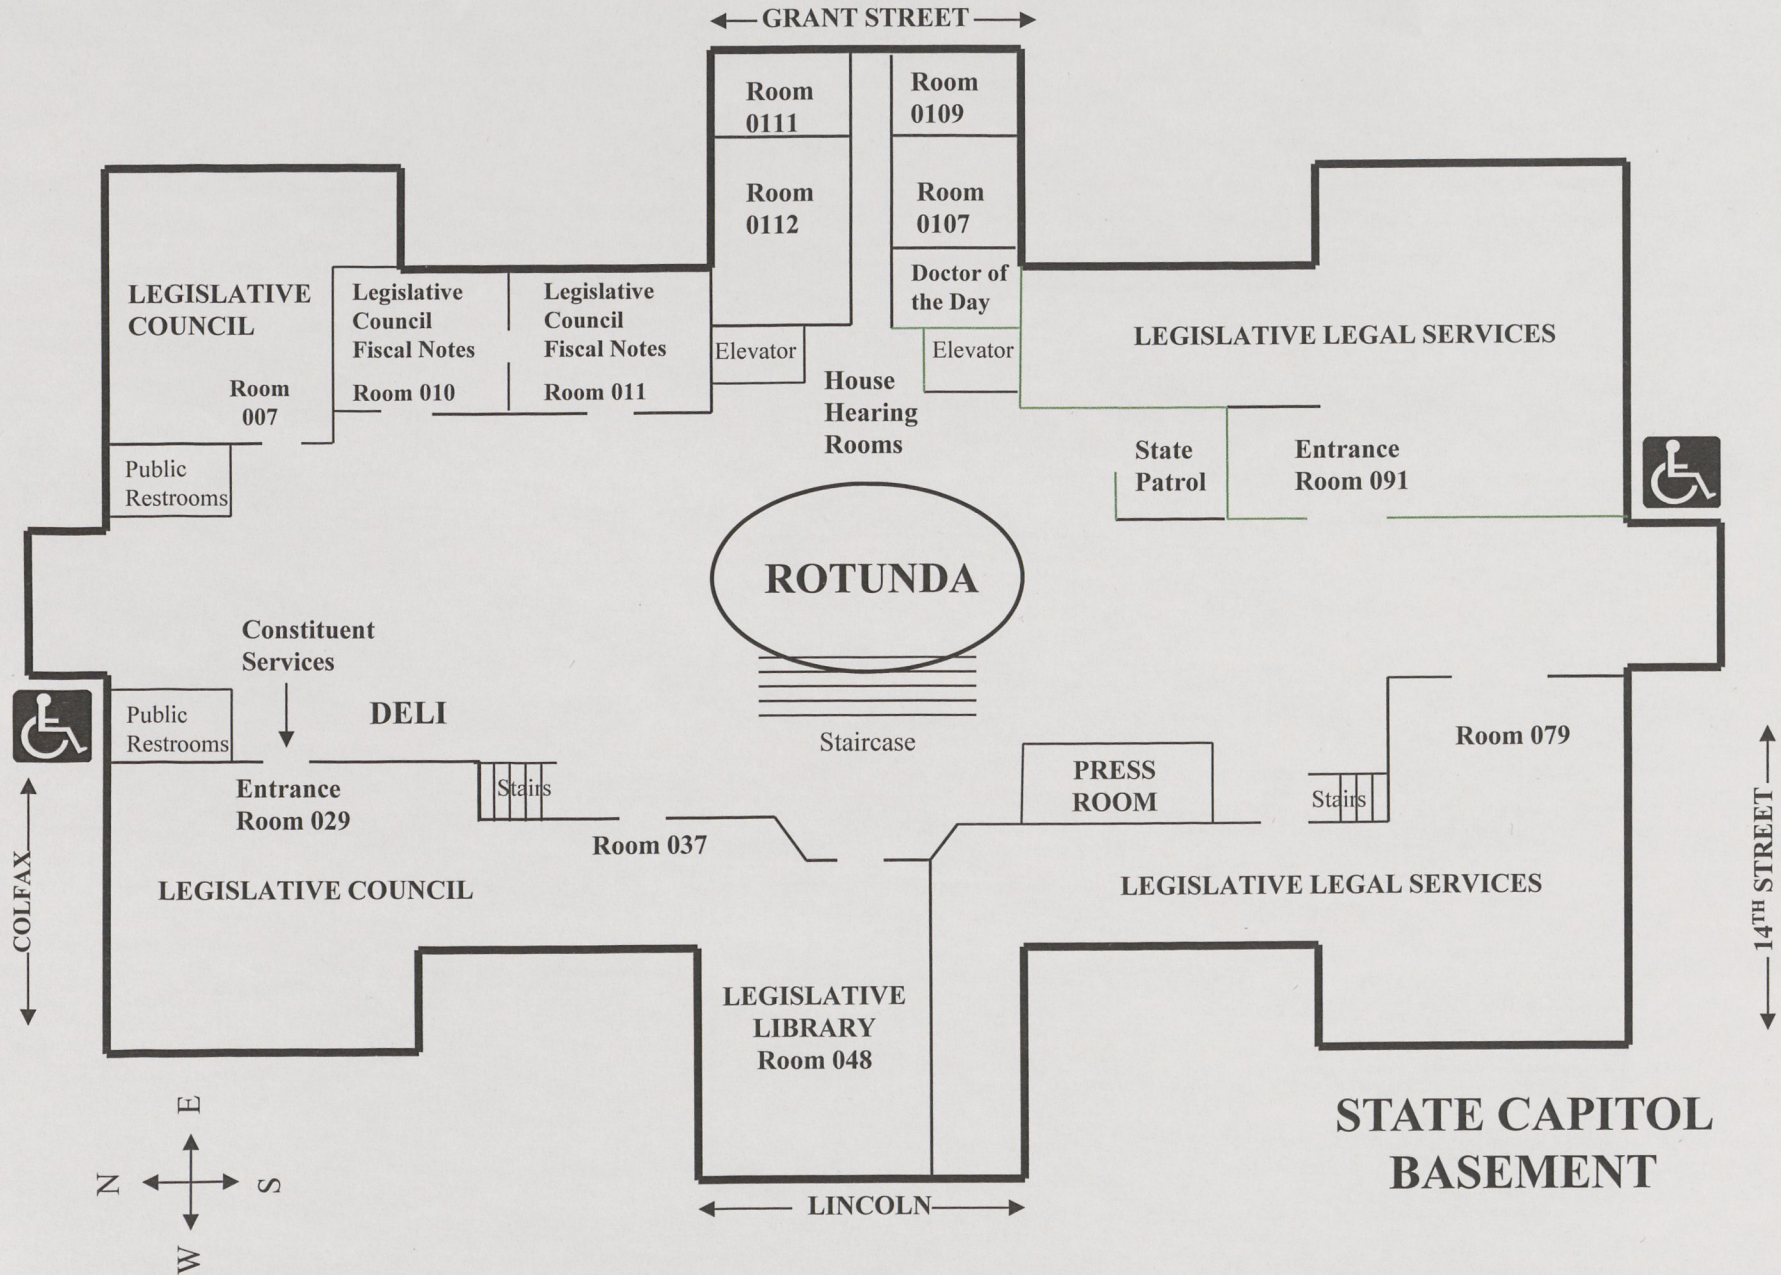 GRANT STREET
Room
0111
Room
0109
Room
0112
Room
0107
Doctor of
the Day
LEGISLATIVE
COUNCIL
Room
007
Legislative
Council
Fiscal Notes
Room 010
Legislative
Council
Fiscal Notes
Room 011
Elevator
Elevator
House
Hearing
Rooms
LEGISLATIVE LEGAL SERVICES
State
Patrol
Entrance
Room 091
Public
Restrooms
ROTUNDA
Constituent
Services
DELI
Public
Restrooms
Staircase
Room 079
Entrance
Room 029
Stairs
PRESS
ROOM
Stairs
Room 037
LEGISLATIVE COUNCIL
LEGISLATIVE LEGAL SERVICES
COLFAX
14TH STREET
LEGISLATIVE
LIBRARY
Room 048
E
N
S
W
LINCOLN
STATE CAPITOL
BASEMENT